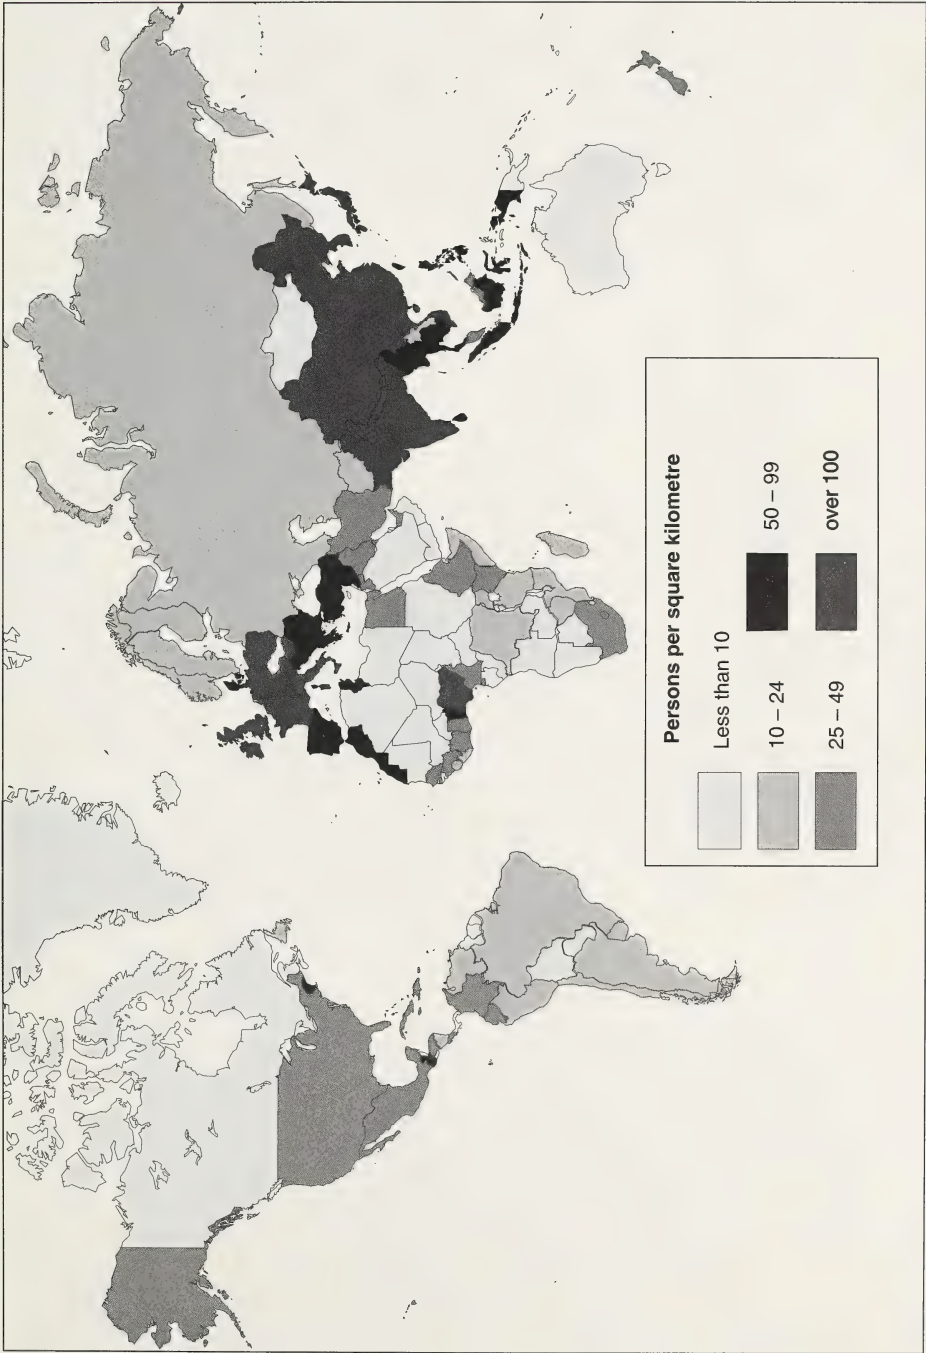 Persons per square kilometre
Less than 10
10 – 24
25 – 49
50 – 99
over 100